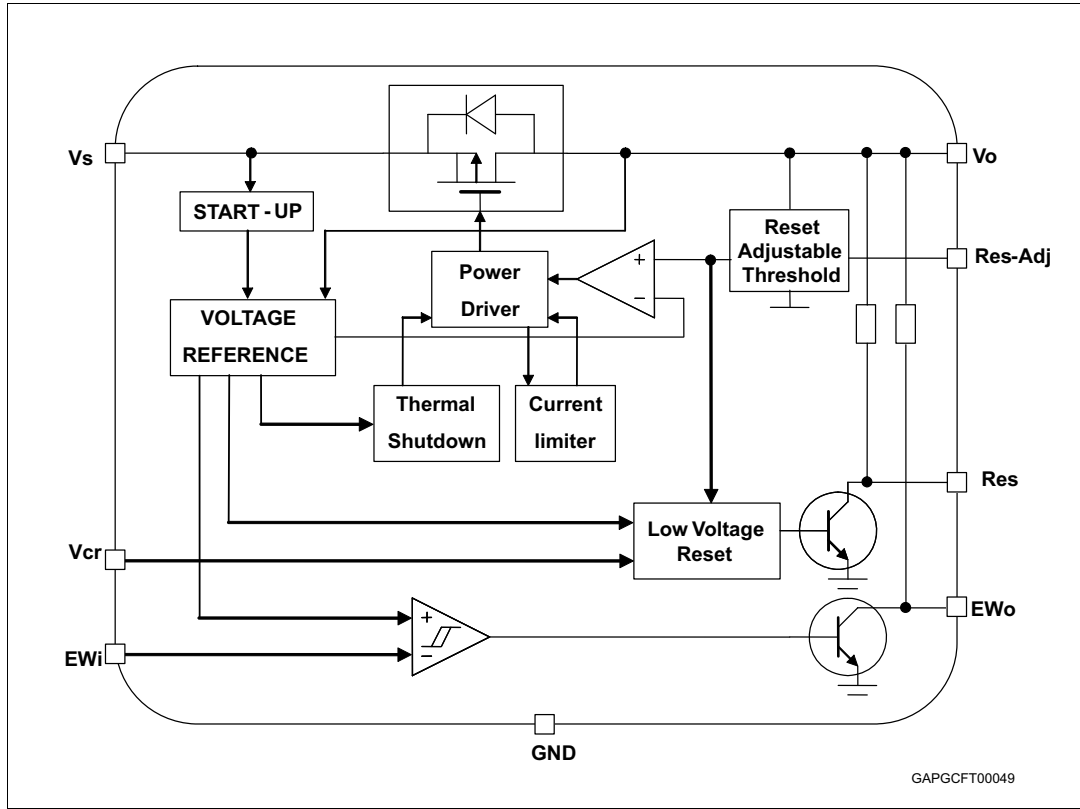 Vs
Vo
START - UP
Reset
Adjustable
Threshold
Res-Adj
Power
Driver
+
−
VOLTAGE
REFERENCE
Thermal
Shutdown
Current
limiter
Res
Low Voltage
Reset
Vcr
EWo
+
−
EWi
GND
GAPGCFT00049